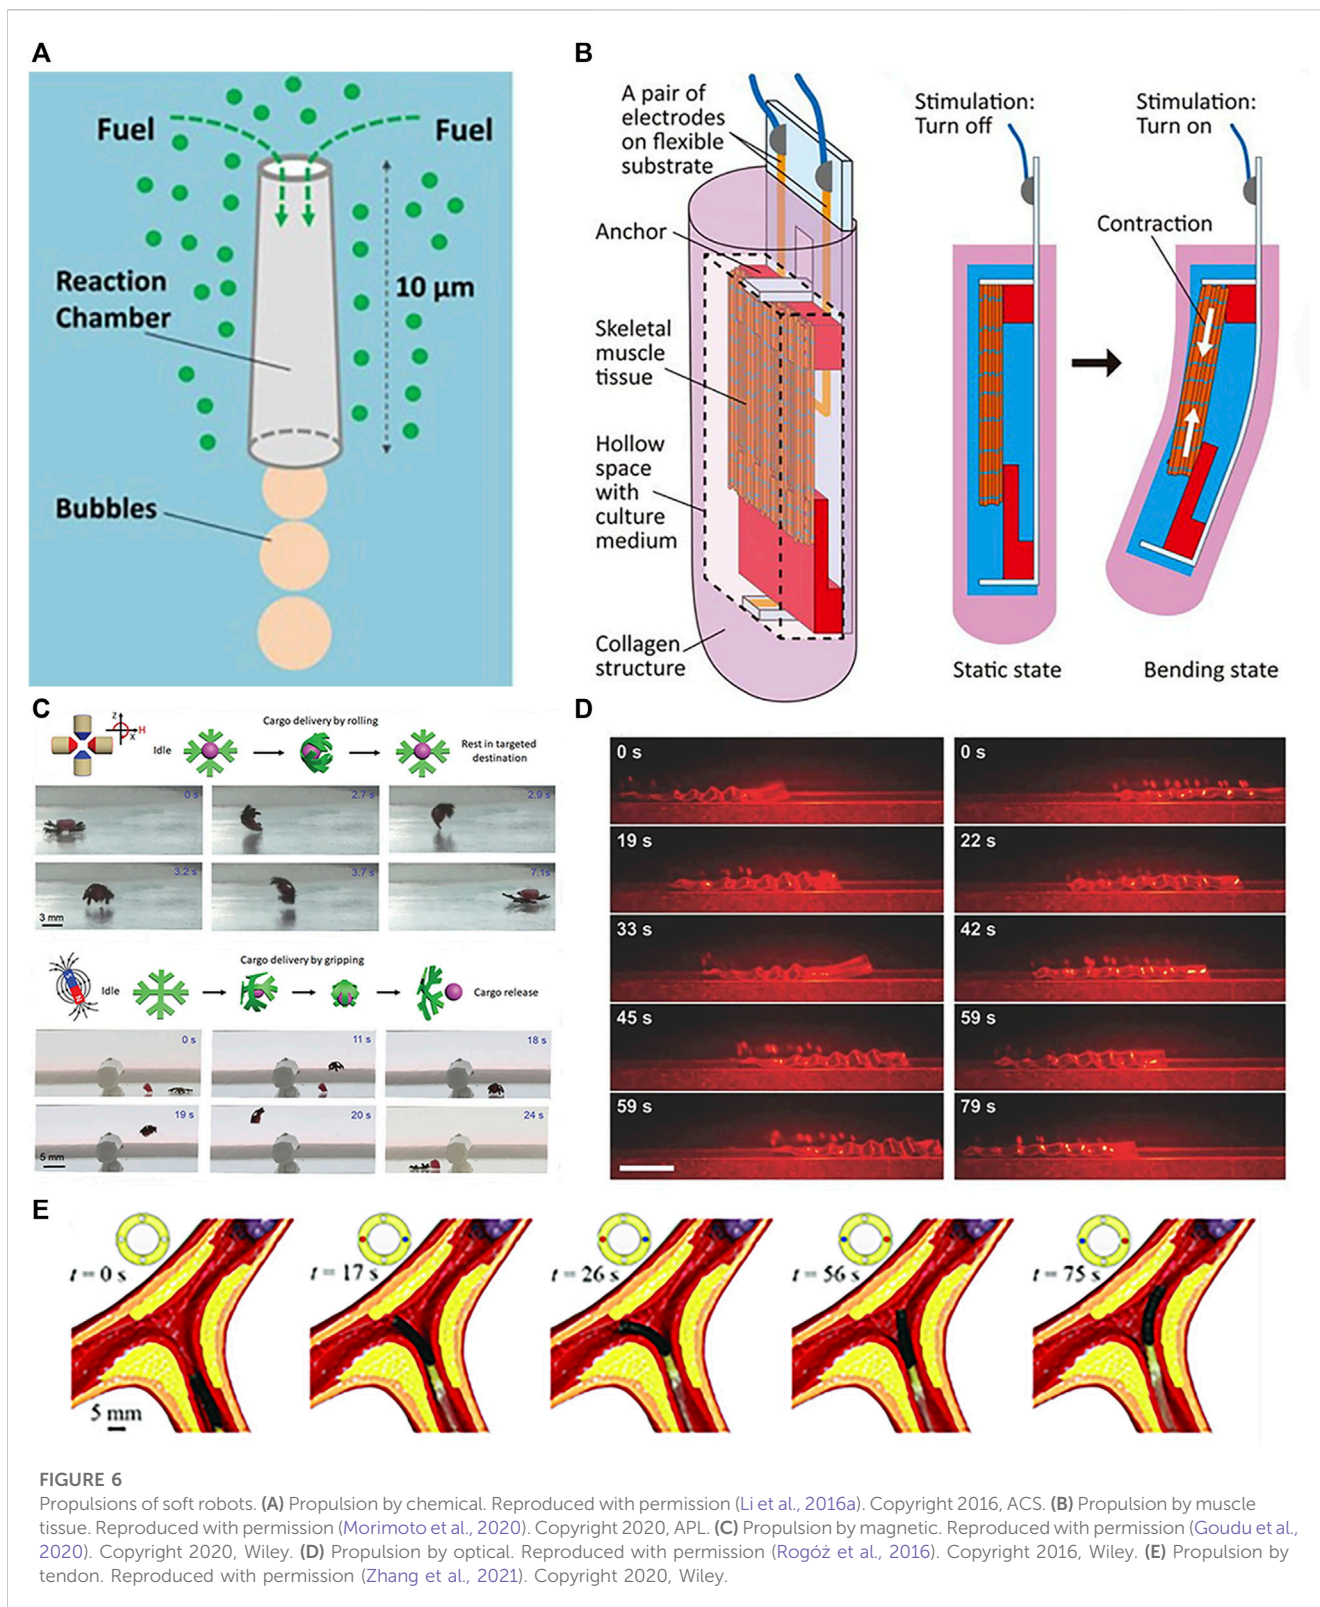 A
Fuel
Fuel
Reaction
Chamber
10 μm
Bubbles
B
A pair of
electrodes
on flexible
substrate
Anchor
Skeletal
muscle
tissue
Hollow
space
with
culture
medium
Collagen
structure
Stimulation:
Turn off
Static state
Stimulation:
Turn on
Contraction
Bending state
C
Z
H
X
Idle
Cargo delivery by rolling
Rest in targeted
destination
0 s
2.7 s
2.9 s
3.2 s
3.7 s
7.1 s
3 mm
Idle
Cargo delivery by gripping
Cargo release
0 s
11 s
18 s
19 s
20 s
24 s
5 mm
D
0 s
19 s
33 s
45 s
59 s
0 s
22 s
42 s
59 s
79 s
E
t = 0 s
t = 17 s
t = 26 s
t = 56 s
t = 75 s
5 mm
FIGURE 6
Propulsions of soft robots. (A) Propulsion by chemical. Reproduced with permission (Li et al., 2016a). Copyright 2016, ACS. (B) Propulsion by muscle
tissue. Reproduced with permission (Morimoto et al., 2020). Copyright 2020, APL. (C) Propulsion by magnetic. Reproduced with permission (Goudu et al.,
2020). Copyright 2020, Wiley. (D) Propulsion by optical. Reproduced with permission (Rogóż et al., 2016). Copyright 2016, Wiley. (E) Propulsion by
tendon. Reproduced with permission (Zhang et al., 2021). Copyright 2020, Wiley.